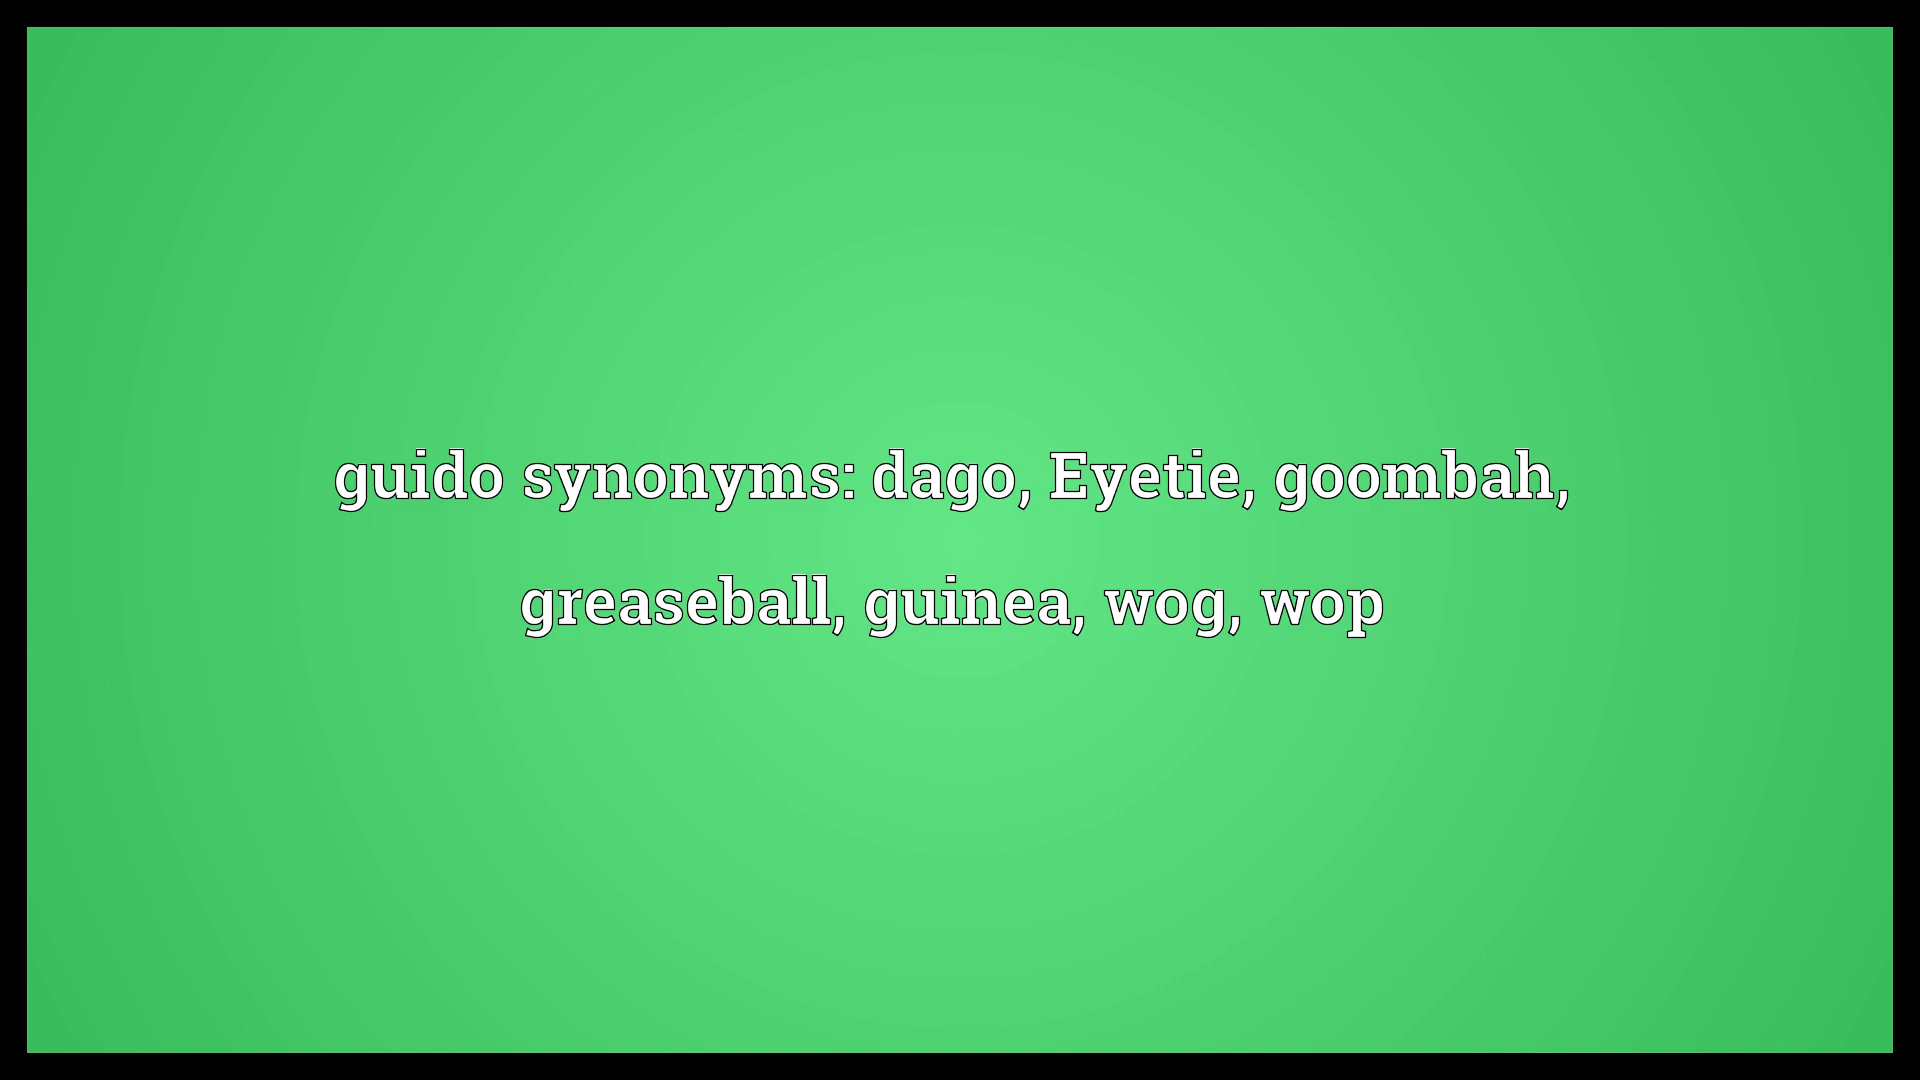 guido synonyms: dago, Eyetie, goombah,
greaseball, guinea, wog, wop